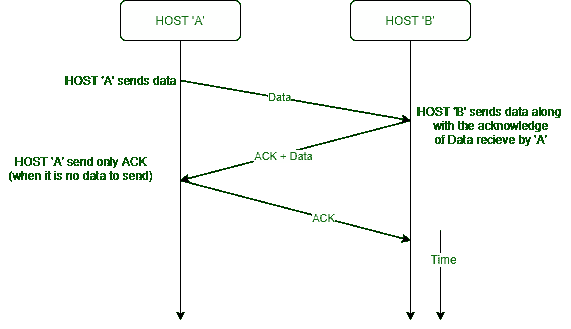 HOST 'A'
HOST 'B'
HOST 'A' sends data
Data
HOST 'B' sends data along
with the acknowledge
of Data recieve by 'A'
ACK + Data
HOST 'A' send only ACK
(when it is no data to send)
ACK
Time